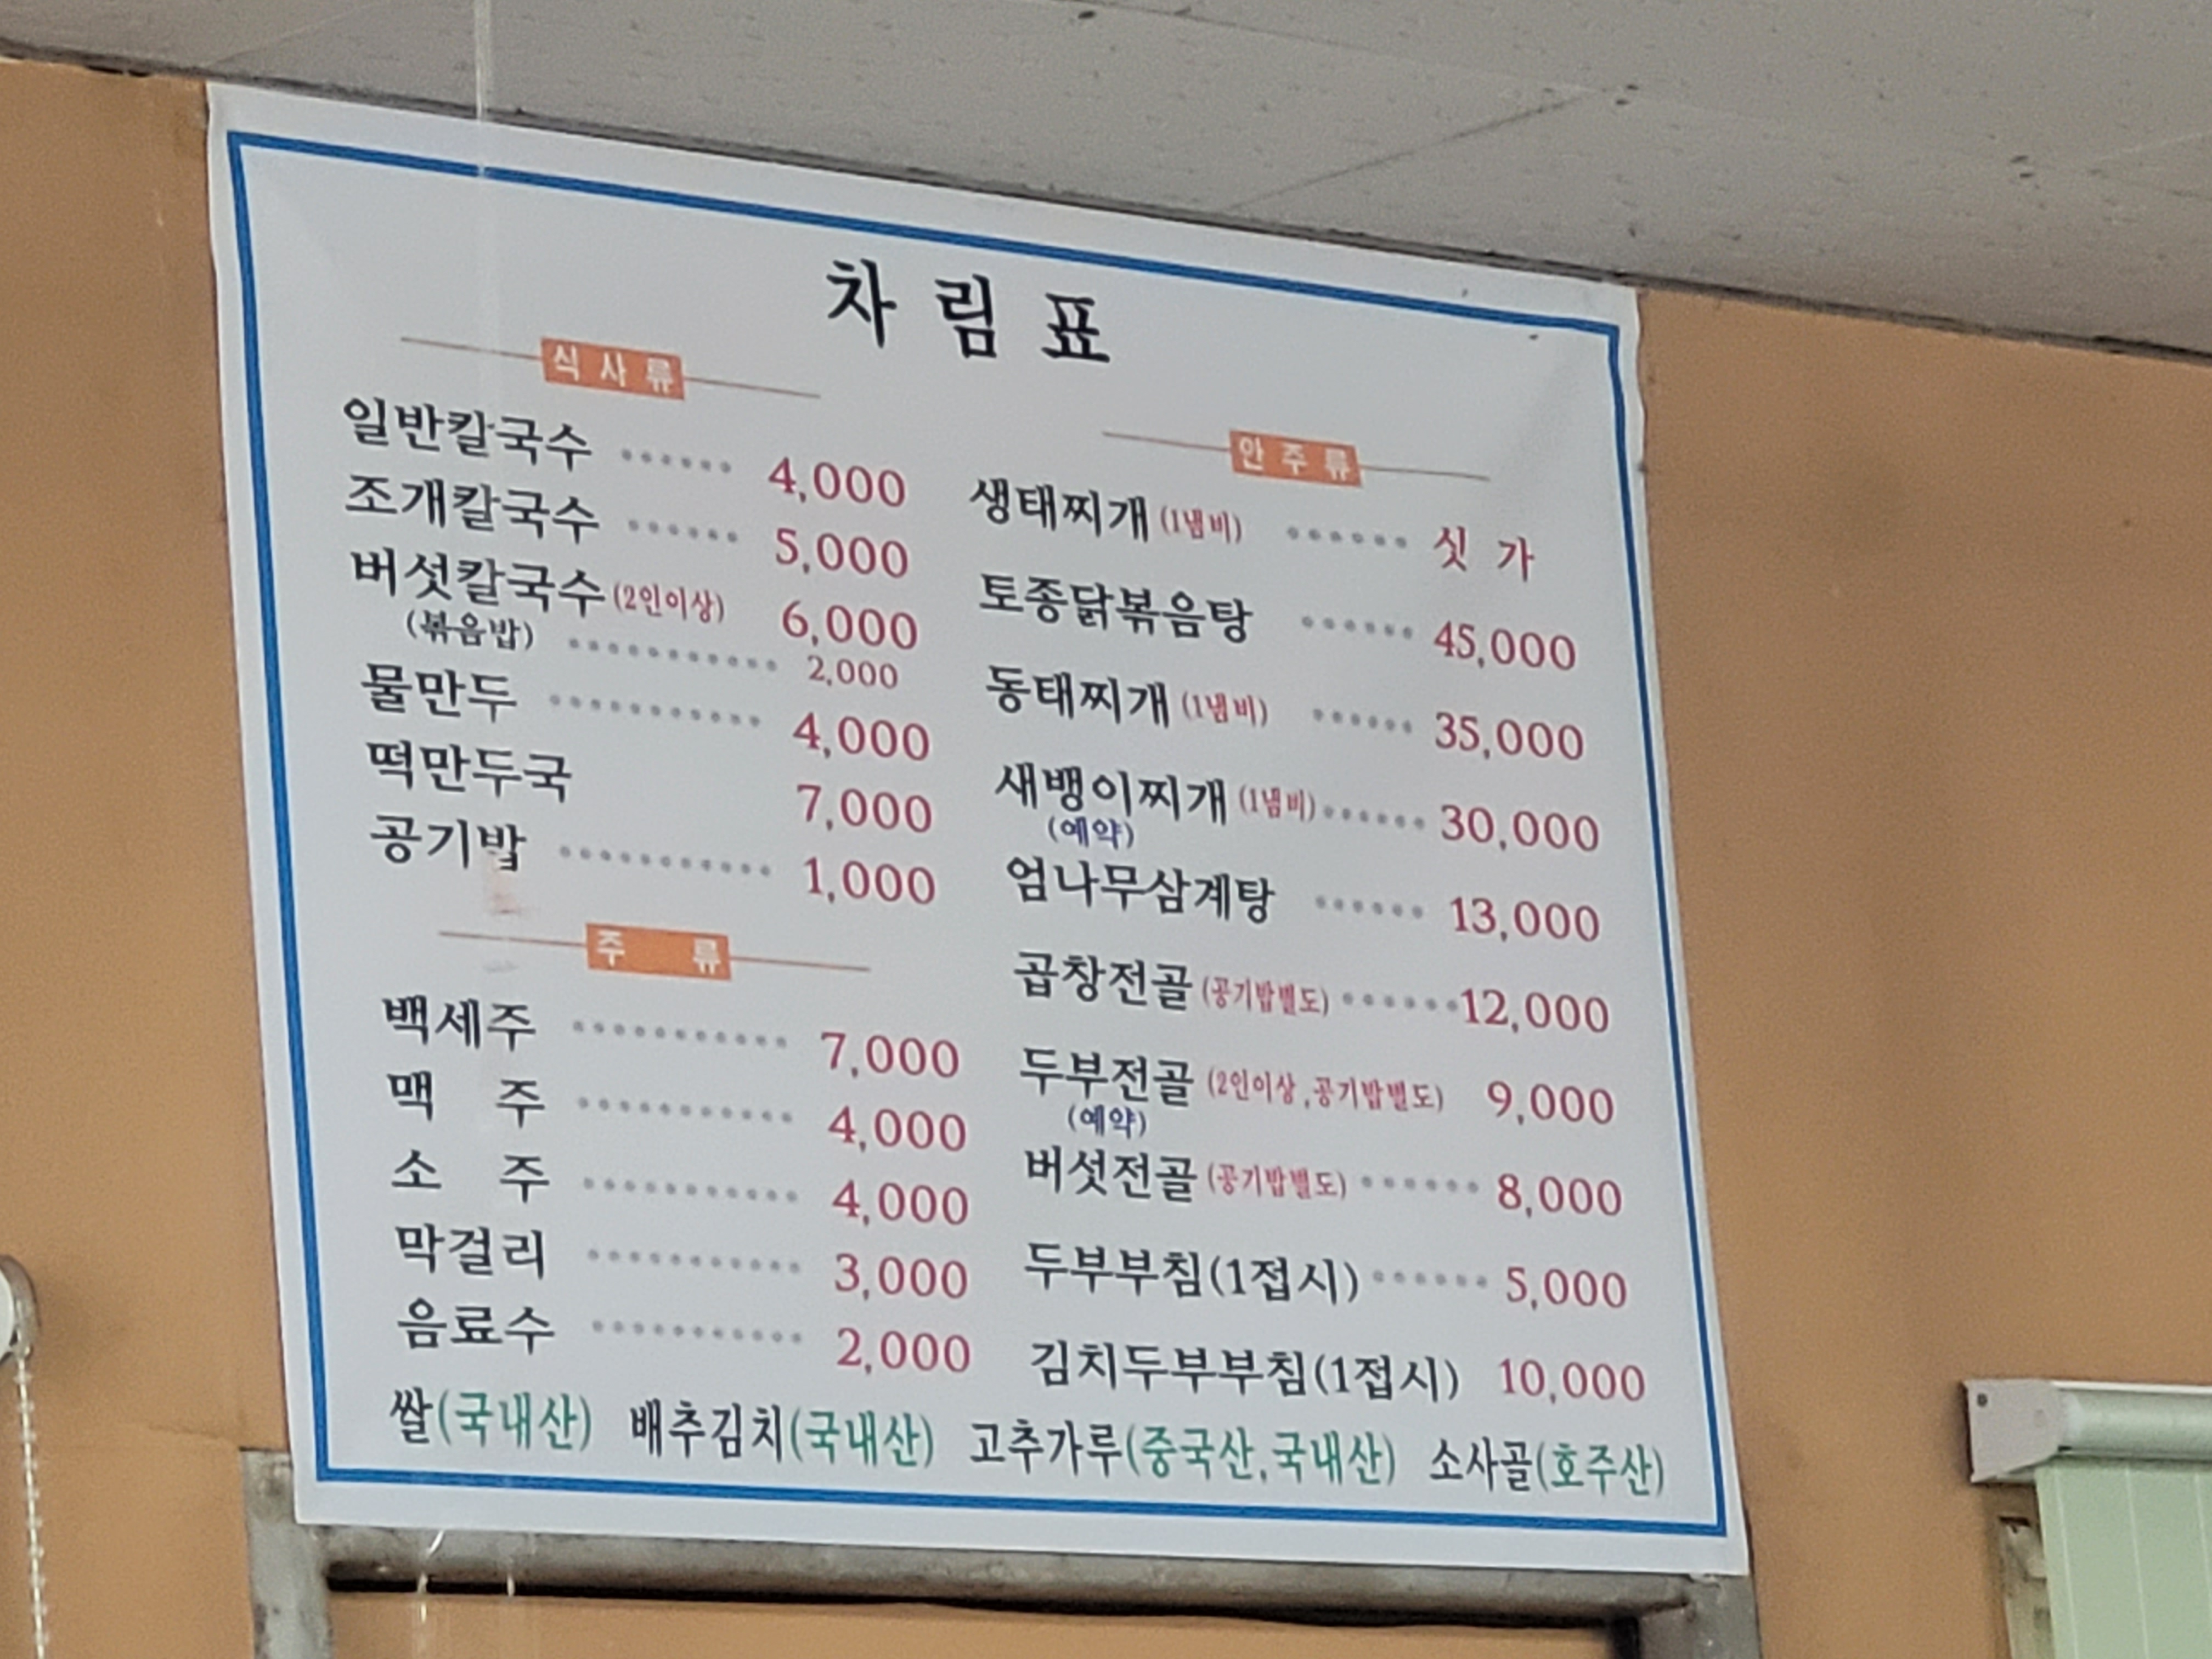 차 림 표
식 사 류
일반칼국수 ...... 4,000
조개칼국수 ...... 5,000
버섯칼국수 (2인이상) 6,000
(볶음밥) ........... 2,000
물만두 ........... 4,000
떡만두국 7,000
공기밥 ........... 1,000
주 류
백세주 ........... 7,000
맥 주 ........... 4,000
소 주 ........... 4,000
막걸리 ........... 3,000
음료수 ........... 2,000
안 주 류
생태찌개 (1냄비) ...... 싯 가
토종닭볶음탕 ...... 45,000
동태찌개 (1냄비) ...... 35,000
새뱅이찌개 (1냄비) ...... 30,000
(예약)
엄나무삼계탕 ...... 13,000
곱창전골 (공기밥별도) ...... 12,000
두부전골 (2인이상,공기밥별도) 9,000
(예약)
버섯전골 (공기밥별도) ...... 8,000
두부부침(1접시) ...... 5,000
김치두부부침(1접시) 10,000
쌀(국내산) 배추김치(국내산) 고추가루(중국산,국내산) 소사골(호주산)